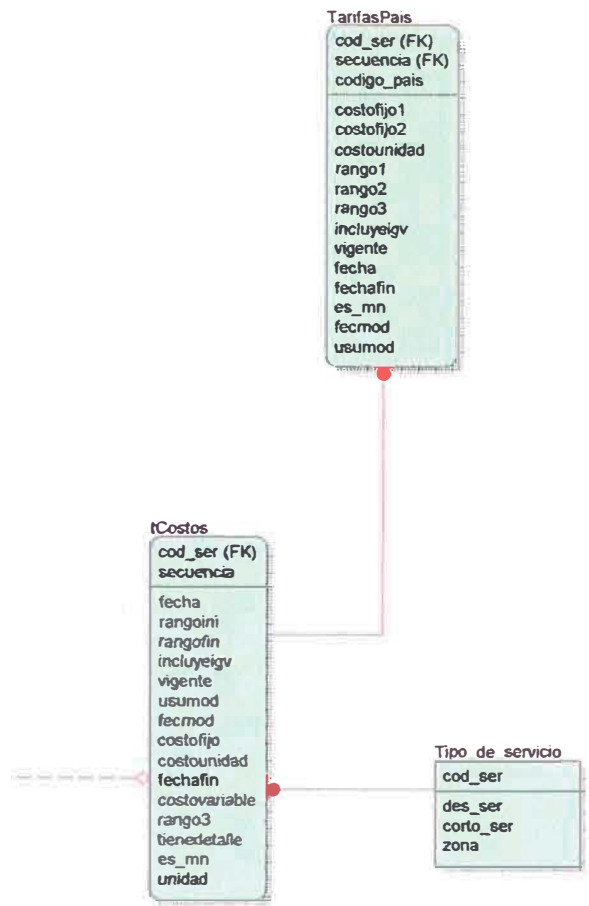 TarifasPais
cod_ser (FK)
secuencia (FK)
codigo_pais
costofijo1
costofijo2
costounidad
rango1
rango2
rango3
incluyeigv
vigente
fecha
fechafin
es_mn
fecmod
usumod
tCostos
cod_ser (FK)
secuencia
fecha
rangoini
rangofin
incluyeigv
vigente
usumod
fecmod
costofijo
costounidad
fechafin
costovariable
rango3
tienedetalle
es_mn
unidad
Tipo_de_servicio
cod_ser
des_ser
corto_ser
zona